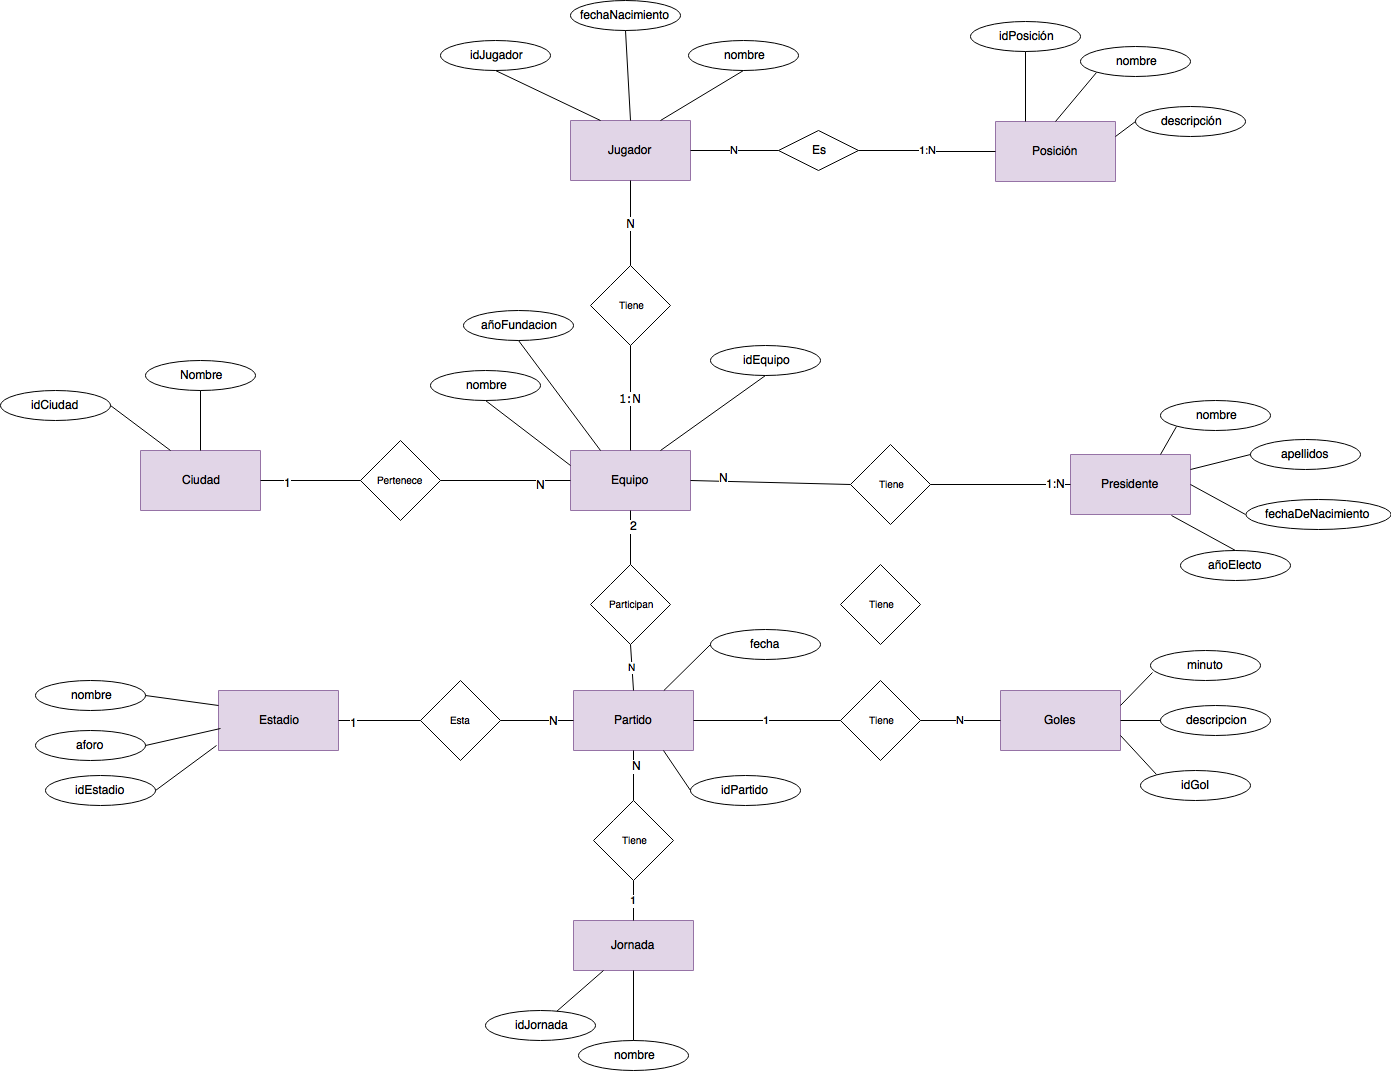 fechaNacimiento
idJugador
nombre
idPosición
nombre
descripción
Jugador
N
Es
1:N
Posición
N
Tiene
añoFundacion
idEquipo
nombre
1:N
Nombre
idCiudad
nombre
apellidos
Ciudad
1
Pertenece
N
Equipo
N
Tiene
1:N
Presidente
fechaDeNacimiento
2
añoElecto
Participan
Tiene
N
fecha
minuto
nombre
Estadio
1
Esta
N
Partido
1
Tiene
N
Goles
descripcion
aforo
N
idEstadio
idPartido
idGol
Tiene
1
Jornada
idJornada
nombre